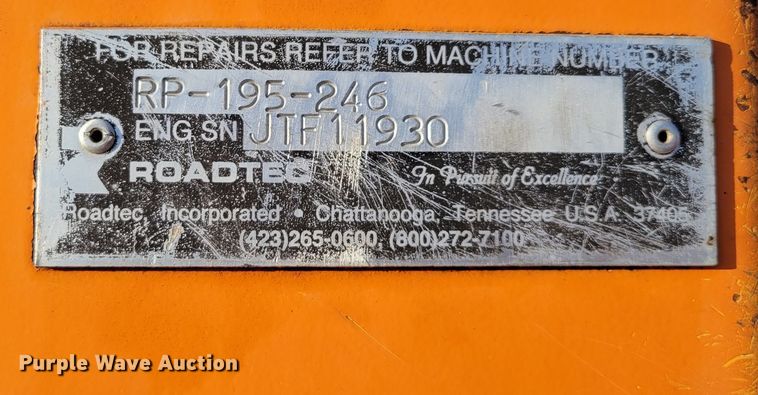 FOR REPAIRS REFER TO MACHINE NUMBER
RP-195-246
ENG SN JTF11930
ROADTEC In Pursuit of Excellence
Roadtec, Incorporated • Chattanooga, Tennessee U.S.A. 37406
(423)265-0600, (800)272-7100
Purple Wave Auction